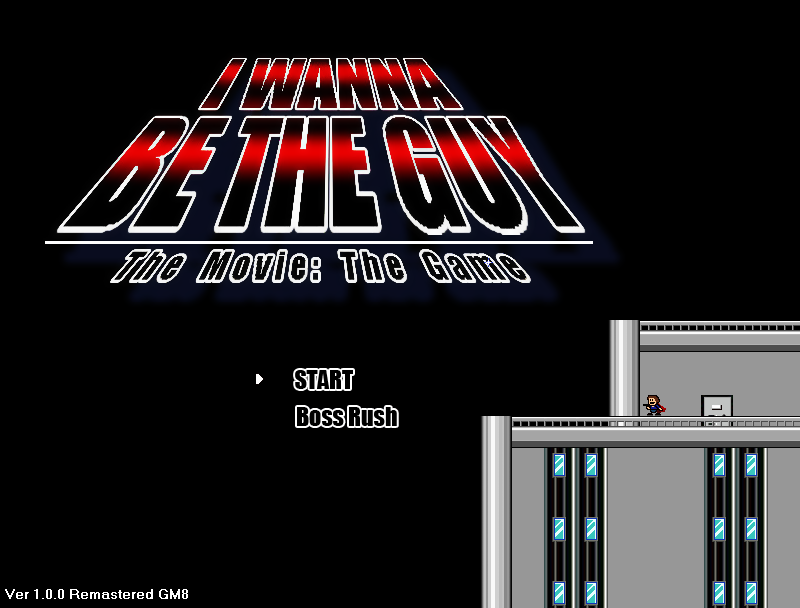 I WANNA
BE THE GUY
The Movie: The Game
START
Boss Rush
Ver 1.0.0 Remastered GM8